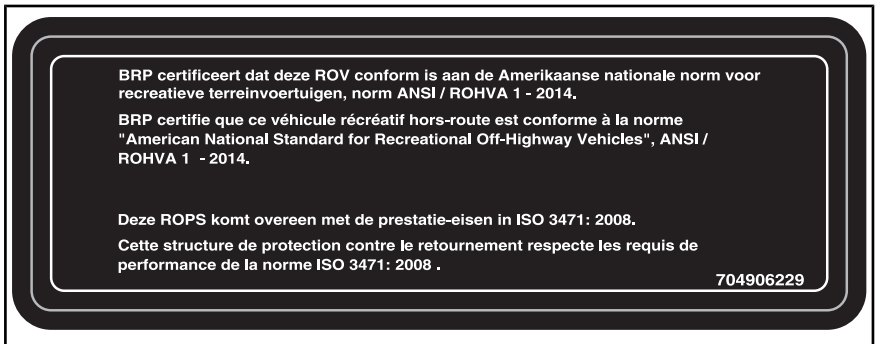 BRP certificeert dat deze ROV conform is aan de Amerikaanse nationale norm voor
recreatieve terreinvoertuigen, norm ANSI / ROHVA 1 - 2014.
BRP certifie que ce véhicule récréatif hors-route est conforme à la norme
"American National Standard for Recreational Off-Highway Vehicles", ANSI /
ROHVA 1 - 2014.
Deze ROPS komt overeen met de prestatie-eisen in ISO 3471: 2008.
Cette structure de protection contre le retournement respecte les requis de
performance de la norme ISO 3471: 2008 .
704906229